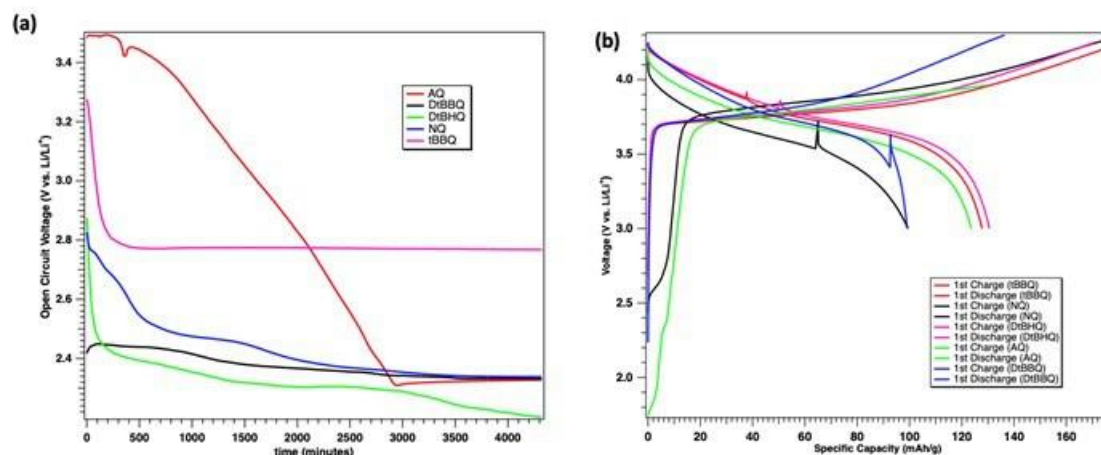 (a)
3.4
3.2
3.0
2.8
2.6
2.4
Open Circuit Voltage (V vs. Li/Li⁺)
AQ
DtBBQ
DtBHQ
NQ
tBBQ
0 500 1000 1500 2000 2500 3000 3500 4000
time (minutes)
(b)
4.0
3.5
3.0
2.5
2.0
Voltage (V vs. Li/Li⁺)
1st Charge (tBBQ)
1st Discharge (tBBQ)
1st Charge (NQ)
1st Discharge (NQ)
1st Charge (DtBHQ)
1st Discharge (DtBHQ)
1st Charge (AQ)
1st Discharge (AQ)
1st Charge (DtBBQ)
1st Discharge (DtBBQ)
0 20 40 60 80 100 120 140 160
Specific Capacity (mAh/g)